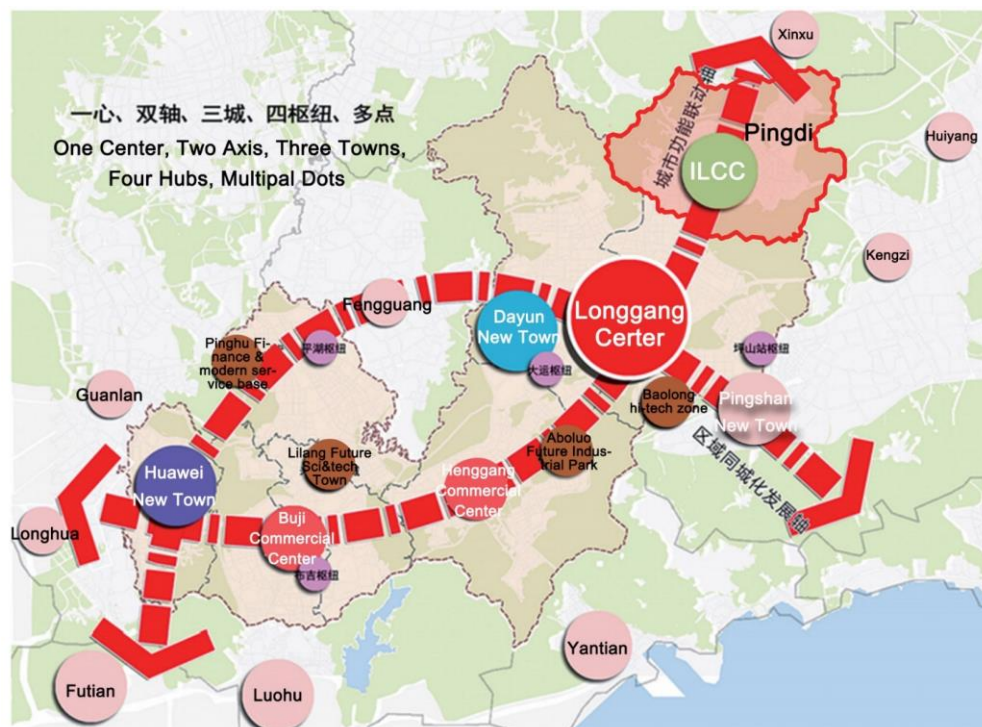 Xinxu
一心、双轴、三城、四枢纽、多点
One Center, Two Axis, Three Towns,
Four Hubs, Multipal Dots
城市功能联动轴
Pingdi
Huiyang
ILCC
Kengzi
Fengguang
Longgang
Certer
Dayun
New Town
Pinghu Fi-
nance &
modern ser-
vice base
平湖枢纽
坪山站枢纽
大运枢纽
Guanlan
Baolong
hi-tech zone
Pingshan
New Town
区域同城化发展轴
Aboluo
Future Indus-
trial Park
Huawei
New Town
Lilang Future
Sci&tech
Town
Henggang
Commercial
Center
Longhua
Buji
Commercial
Center
布吉枢纽
Yantian
Futian
Luohu